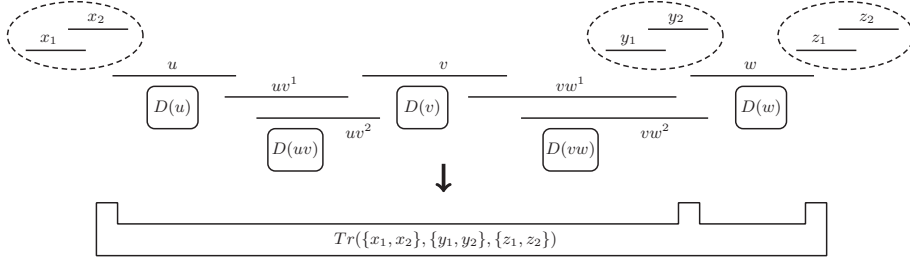 x₂ y₂ z₂
x₁ y₁ z₁
u v w
uv¹ vw¹
D(u) D(v) D(w)
uv² vw²
D(uv) D(vw)
Tr({x₁, x₂}, {y₁, y₂}, {z₁, z₂})